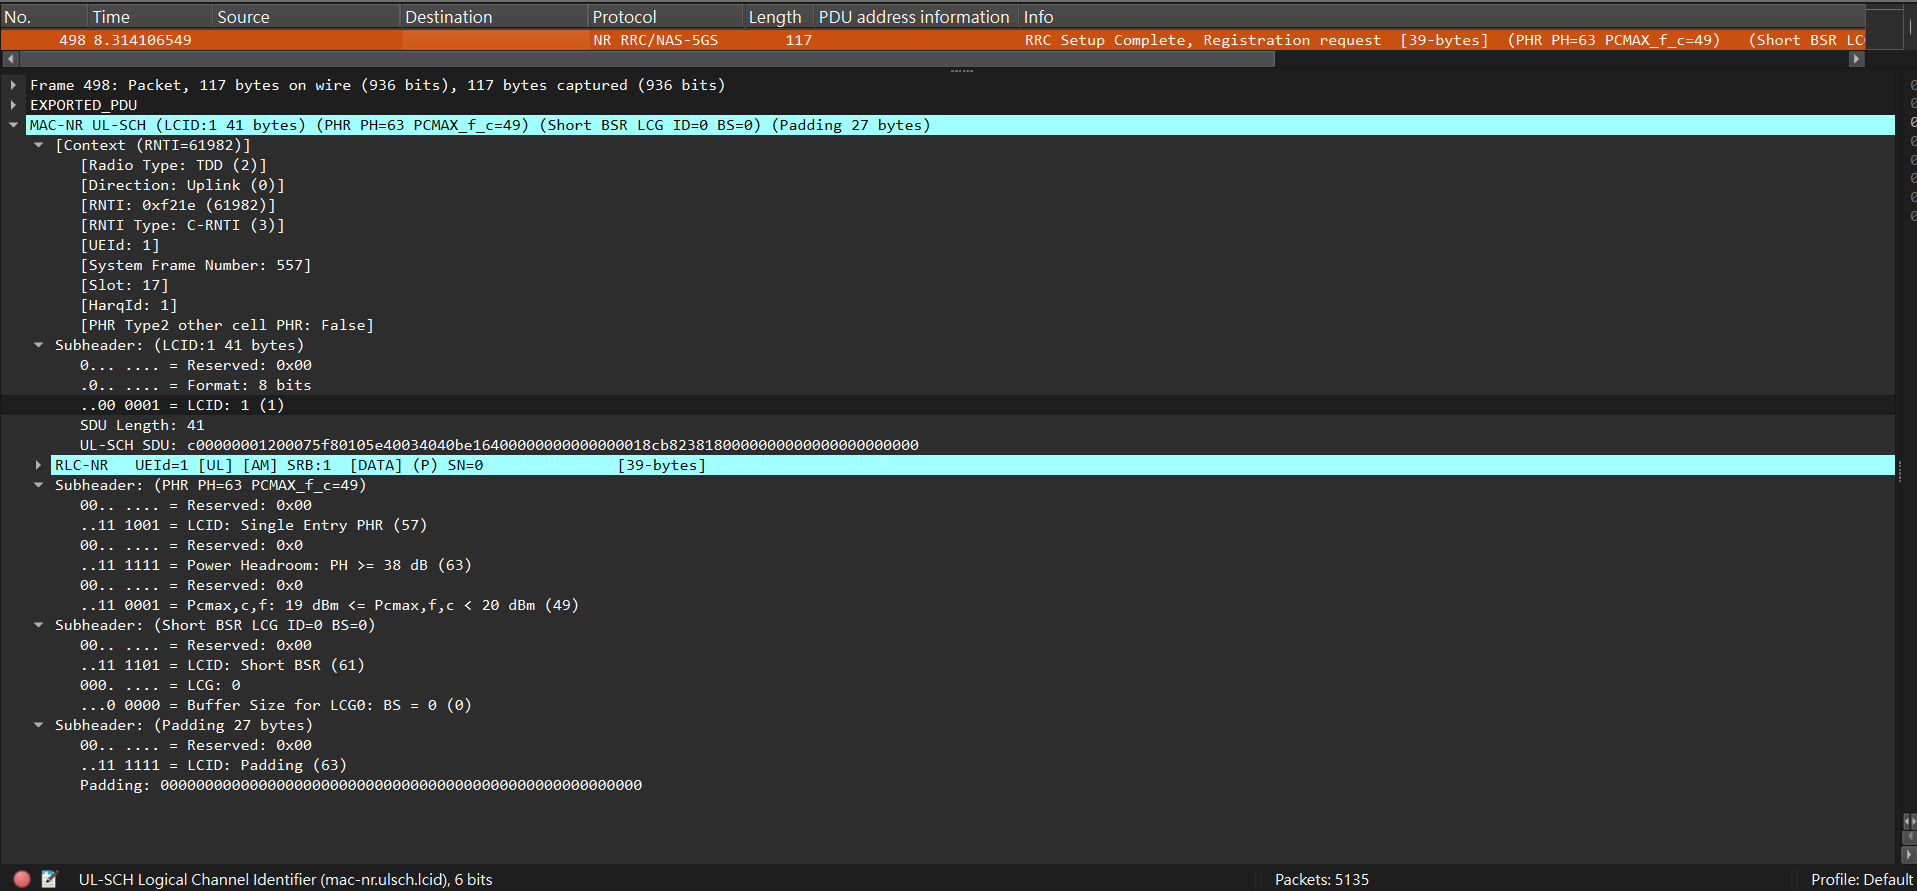 No. Time Source Destination Protocol Length PDU address information Info
498 8.314106549 NR RRC/NAS-5GS 117 RRC Setup Complete, Registration request [39-bytes] (PHR PH=63 PCMAX_f_c=49) (Short BSR LC
Frame 498: Packet, 117 bytes on wire (936 bits), 117 bytes captured (936 bits)
EXPORTED_PDU
MAC-NR UL-SCH (LCID:1 41 bytes) (PHR PH=63 PCMAX_f_c=49) (Short BSR LCG ID=0 BS=0) (Padding 27 bytes)
[Context (RNTI=61982)]
[Radio Type: TDD (2)]
[Direction: Uplink (0)]
[RNTI: 0xf21e (61982)]
[RNTI Type: C-RNTI (3)]
[UEId: 1]
[System Frame Number: 557]
[Slot: 17]
[HarqId: 1]
[PHR Type2 other cell PHR: False]
Subheader: (LCID:1 41 bytes)
0... .... = Reserved: 0x00
.0.. .... = Format: 8 bits
..00 0001 = LCID: 1 (1)
SDU Length: 41
UL-SCH SDU: c00000001200075f80105e40034040be16400000000000000018cb8238180000000000000000000000
RLC-NR UEId=1 [UL] [AM] SRB:1 [DATA] (P) SN=0 [39-bytes]
Subheader: (PHR PH=63 PCMAX_f_c=49)
00.. .... = Reserved: 0x00
..11 1001 = LCID: Single Entry PHR (57)
00.. .... = Reserved: 0x0
..11 1111 = Power Headroom: PH >= 38 dB (63)
00.. .... = Reserved: 0x0
..11 0001 = Pcmax,c,f: 19 dBm <= Pcmax,f,c < 20 dBm (49)
Subheader: (Short BSR LCG ID=0 BS=0)
00.. .... = Reserved: 0x00
..11 1101 = LCID: Short BSR (61)
000. .... = LCG: 0
...0 0000 = Buffer Size for LCG0: BS = 0 (0)
Subheader: (Padding 27 bytes)
00.. .... = Reserved: 0x00
..11 1111 = LCID: Padding (63)
Padding: 000000000000000000000000000000000000000000000000000000
UL-SCH Logical Channel Identifier (mac-nr.ulsch.lcid), 6 bits Packets: 5135 Profile: Default